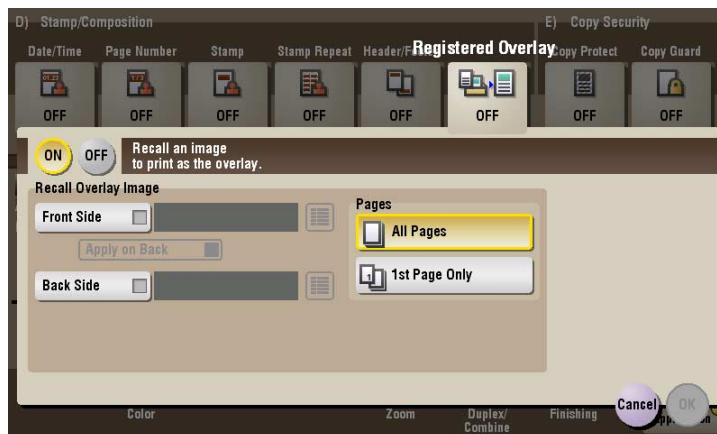 D) Stamp/Composition
E) Copy Security
Date/Time
Page Number
Stamp
Stamp Repeat
Registered Overlay
Copy Protect
Copy Guard
OFF
OFF
OFF
OFF
OFF
OFF
OFF
OFF
ON
OFF
Recall an image
to print as the overlay.
Recall Overlay Image
Front Side
Apply on Back
Back Side
Pages
All Pages
1st Page Only
Color
Zoom
Duplex/
Combine
Finishing
Cancel
OK